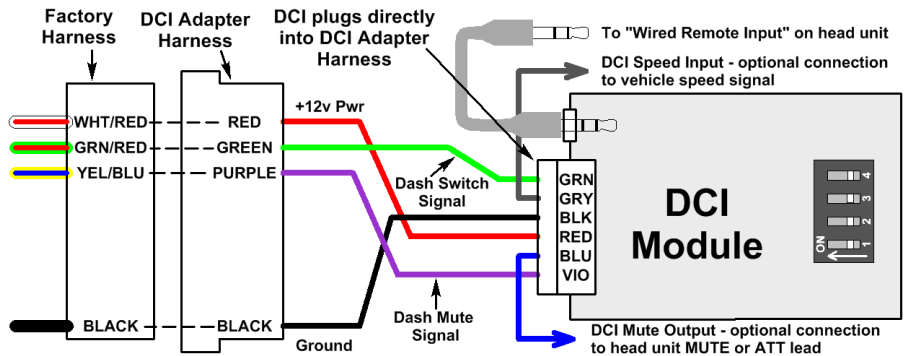 Factory
Harness
DCI Adapter
Harness
DCI plugs directly
into DCI Adapter
Harness
To "Wired Remote Input" on head unit
DCI Speed Input - optional connection
to vehicle speed signal
+12v Pwr
WHT/RED
RED
GRN/RED
GREEN
YEL/BLU
PURPLE
BLACK
BLACK
Dash Switch
Signal
Dash Mute
Signal
Ground
GRN
GRY
BLK
RED
BLU
VIO
DCI
Module
4
3
2
1
ON
DCI Mute Output - optional connection
to head unit MUTE or ATT lead